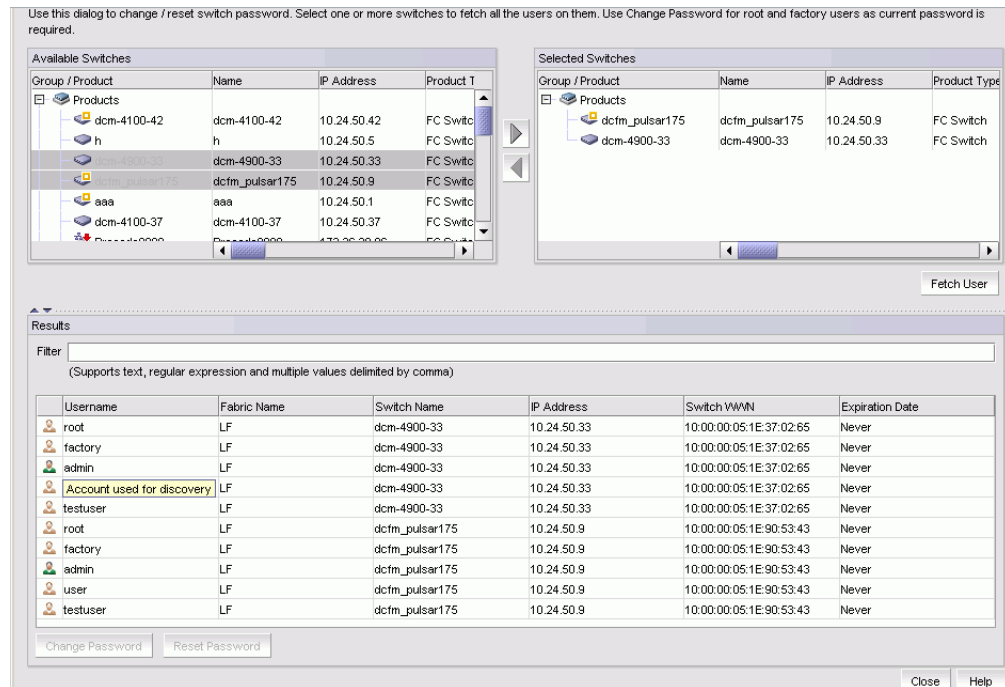 Use this dialog to change / reset switch password. Select one or more switches to fetch all the users on them. Use Change Password for root and factory users as current password is
required.
Available Switches
Group / Product Name IP Address Product T
Products
dcm-4100-42 dcm-4100-42 10.24.50.42 FC Switc
h h 10.24.50.5 FC Switc
dcm-4900-33 dcm-4900-33 10.24.50.33 FC Switc
dcfm_pulsar175 dcfm_pulsar175 10.24.50.9 FC Switc
aaa aaa 10.24.50.1 FC Switc
dcm-4100-37 dcm-4100-37 10.24.50.37 FC Switc
Selected Switches
Group / Product Name IP Address Product Type
Products
dcfm_pulsar175 dcfm_pulsar175 10.24.50.9 FC Switch
dcm-4900-33 dcm-4900-33 10.24.50.33 FC Switch
Fetch User
Results
Filter
(Supports text, regular expression and multiple values delimited by comma)
Username Fabric Name Switch Name IP Address Switch WWN Expiration Date
root LF dcm-4900-33 10.24.50.33 10:00:00:05:1E:37:02:65 Never
factory LF dcm-4900-33 10.24.50.33 10:00:00:05:1E:37:02:65 Never
admin LF dcm-4900-33 10.24.50.33 10:00:00:05:1E:37:02:65 Never
Account used for discovery LF dcm-4900-33 10.24.50.33 10:00:00:05:1E:37:02:65 Never
testuser LF dcm-4900-33 10.24.50.33 10:00:00:05:1E:37:02:65 Never
root LF dcfm_pulsar175 10.24.50.9 10:00:00:05:1E:90:53:43 Never
factory LF dcfm_pulsar175 10.24.50.9 10:00:00:05:1E:90:53:43 Never
admin LF dcfm_pulsar175 10.24.50.9 10:00:00:05:1E:90:53:43 Never
user LF dcfm_pulsar175 10.24.50.9 10:00:00:05:1E:90:53:43 Never
testuser LF dcfm_pulsar175 10.24.50.9 10:00:00:05:1E:90:53:43 Never
Change Password Reset Password
Close Help